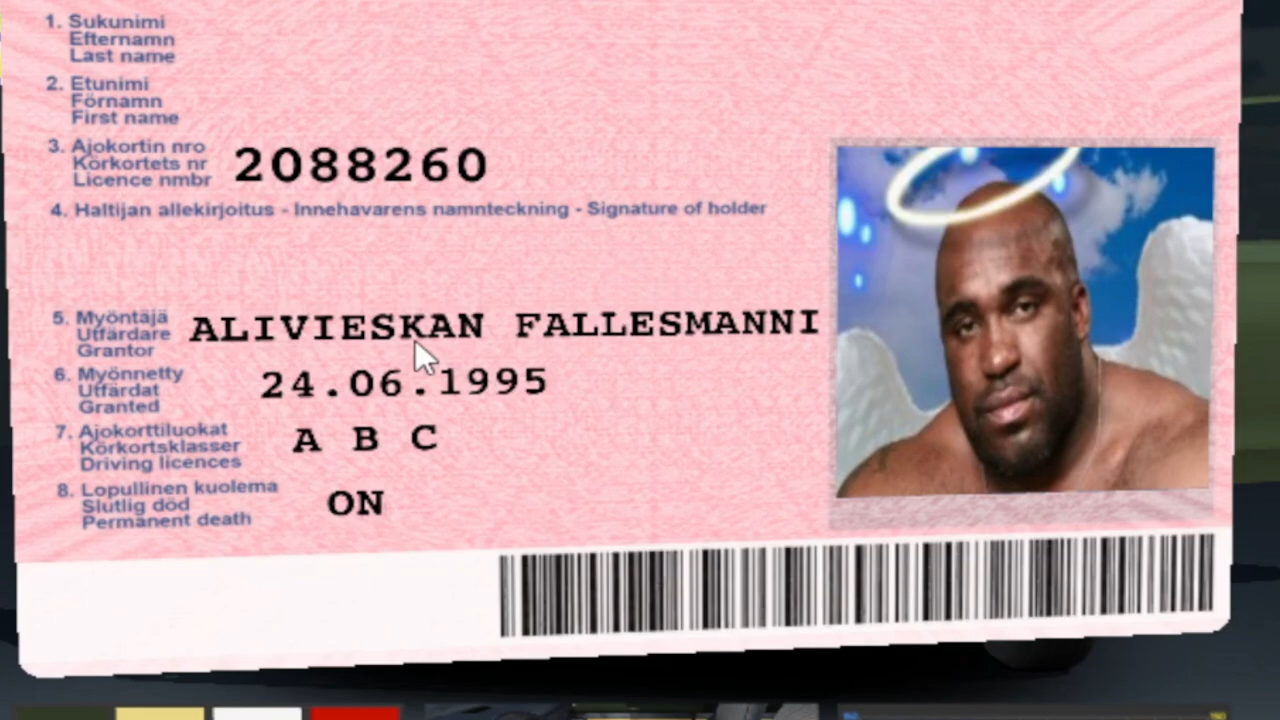 1. Sukunimi
Efternamn
Last name
2. Etunimi
Förnamn
First name
3. Ajokortin nro
Körkortets nr
Licence nmbr
2088260
4. Haltijan allekirjoitus - Innehavarens namnteckning - Signature of holder
5. Myöntäjä
Utfärdare
Grantor
ALIVIESKAN FALLESMANNI
6. Myönnetty
Utfärdat
Granted
24.06.1995
7. Ajokorttiluokat
Körkortsklasser
Driving licences
A B C
8. Lopullinen kuolema
Slutlig död
Permanent death
ON